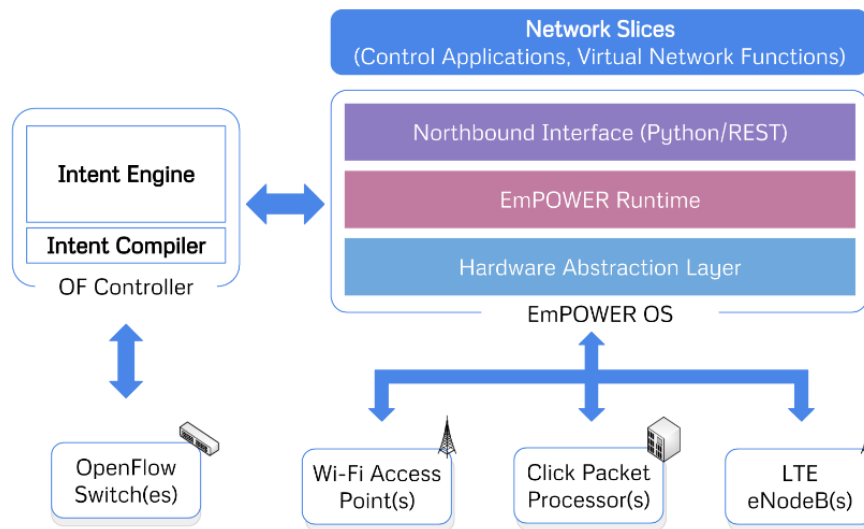 Network Slices
(Control Applications, Virtual Network Functions)
Intent Engine
Intent Compiler
OF Controller
Northbound Interface (Python/REST)
EmPOWER Runtime
Hardware Abstraction Layer
EmPOWER OS
OpenFlow
Switch(es)
Wi-Fi Access
Point(s)
Click Packet
Processor(s)
LTE
eNodeB(s)